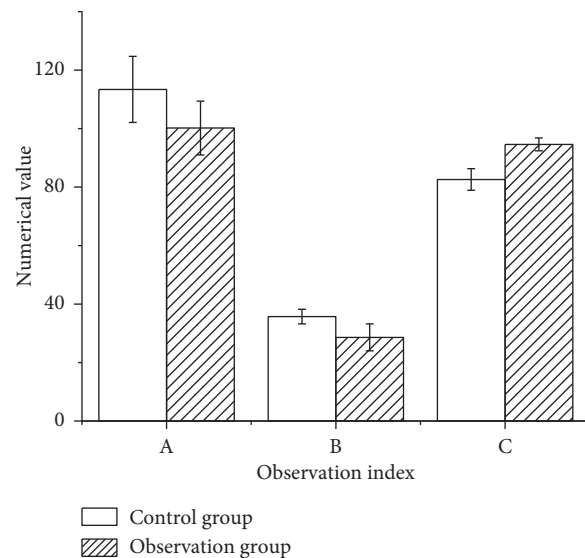 120
80
40
0
Numerical value
A
B
C
Observation index
Control group
Observation group